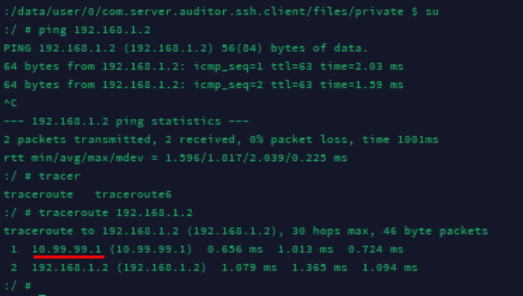 :/data/user/0/com.server.auditor.ssh.client/files/private $ su
:/ # ping 192.168.1.2
PING 192.168.1.2 (192.168.1.2) 56(84) bytes of data.
64 bytes from 192.168.1.2: icmp_seq=1 ttl=63 time=2.03 ms
64 bytes from 192.168.1.2: icmp_seq=2 ttl=63 time=1.59 ms
^C
--- 192.168.1.2 ping statistics ---
2 packets transmitted, 2 received, 0% packet loss, time 1001ms
rtt min/avg/max/mdev = 1.596/1.817/2.039/0.225 ms
:/ # tracer
traceroute   traceroute6
:/ # traceroute 192.168.1.2
traceroute to 192.168.1.2 (192.168.1.2), 30 hops max, 46 byte packets
 1  10.99.99.1 (10.99.99.1)  0.656 ms  1.013 ms  0.724 ms
 2  192.168.1.2 (192.168.1.2)  1.079 ms  1.365 ms  1.094 ms
:/ #